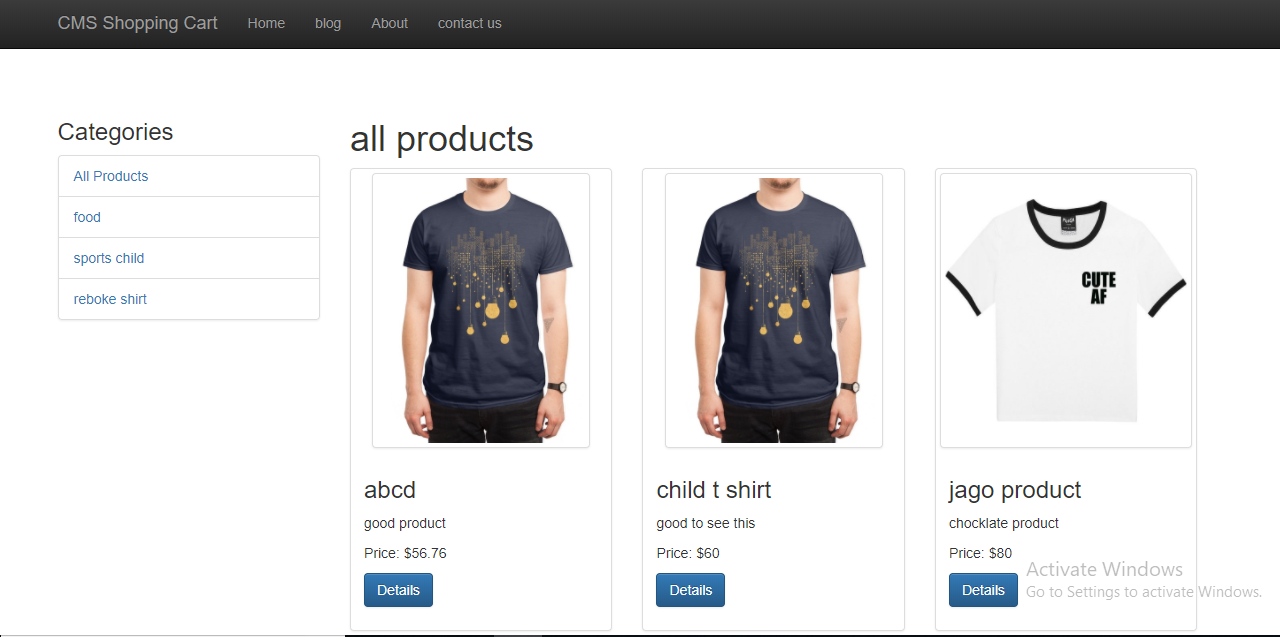 CMS Shopping Cart Home blog About contact us
Categories
All Products
food
sports child
reboke shirt
all products
abcd
good product
Price: $56.76
Details
child t shirt
good to see this
Price: $60
Details
CUTE
AF
jago product
chocklate product
Price: $80
Details
Activate Windows
Go to Settings to activate Windows.